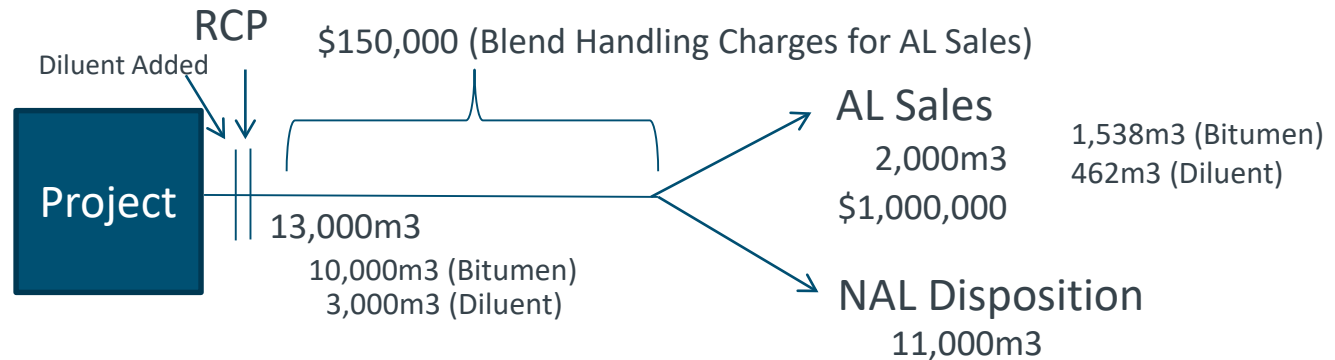 RCP
$150,000 (Blend Handling Charges for AL Sales)
Diluent Added
Project
13,000m3
10,000m3 (Bitumen)
3,000m3 (Diluent)
AL Sales
2,000m3
$1,000,000
1,538m3 (Bitumen)
462m3 (Diluent)
NAL Disposition
11,000m3